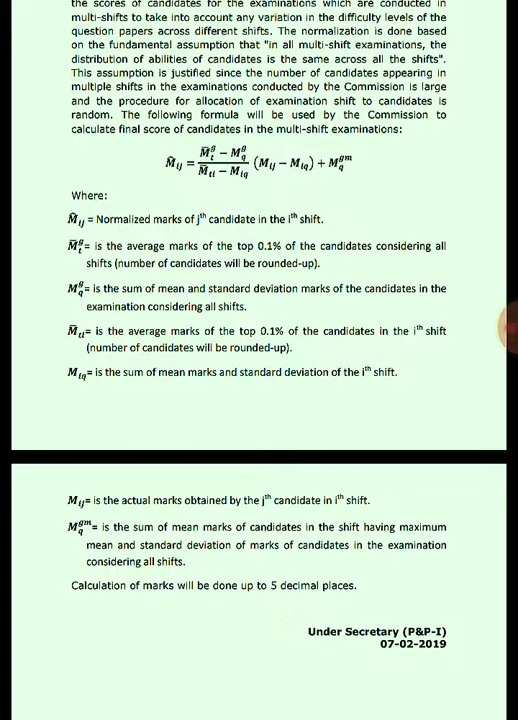 the scores of candidates for the examinations which are conducted in
multi-shifts to take into account any variation in the difficulty levels of the
question papers across different shifts. The normalization is done based
on the fundamental assumption that "in all multi-shift examinations, the
distribution of abilities of candidates is the same across all the shifts".
This assumption is justified since the number of candidates appearing in
multiple shifts in the examinations conducted by the Commission is large
and the procedure for allocation of examination shift to candidates is
random. The following formula will be used by the Commission to
calculate final score of candidates in the multi-shift examinations:
M̂ij = (M̄t^g − Mq^g) / (M̄ti − Miq) (Mij − Miq) + Mq^gm
Where:
M̂ij = Normalized marks of jth candidate in the ith shift.
M̄t^g= is the average marks of the top 0.1% of the candidates considering all
shifts (number of candidates will be rounded-up).
Mq^g= is the sum of mean and standard deviation marks of the candidates in the
examination considering all shifts.
M̄ti= is the average marks of the top 0.1% of the candidates in the ith shift
(number of candidates will be rounded-up).
Miq= is the sum of mean marks and standard deviation of the ith shift.
Mij= is the actual marks obtained by the jth candidate in ith shift.
Mq^gm= is the sum of mean marks of candidates in the shift having maximum
mean and standard deviation of marks of candidates in the examination
considering all shifts.
Calculation of marks will be done up to 5 decimal places.
Under Secretary (P&P-I)
07-02-2019